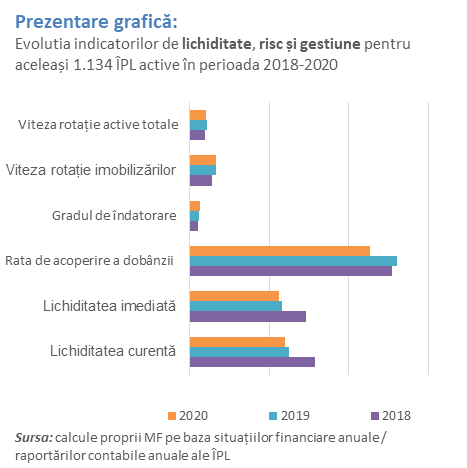 Prezentare grafică:
Evolutia indicatorilor de lichiditate, risc și gestiune pentru
aceleași 1.134 ÎPL active în perioada 2018-2020
Viteza rotație active totale
Viteza rotație imobilizărilor
Gradul de îndatorare
Rata de acoperire a dobânzii
Lichiditatea imediată
Lichiditatea curentă
2020 2019 2018
Sursa: calcule proprii MF pe baza situațiilor financiare anuale/
raportărilor contabile anuale ale ÎPL